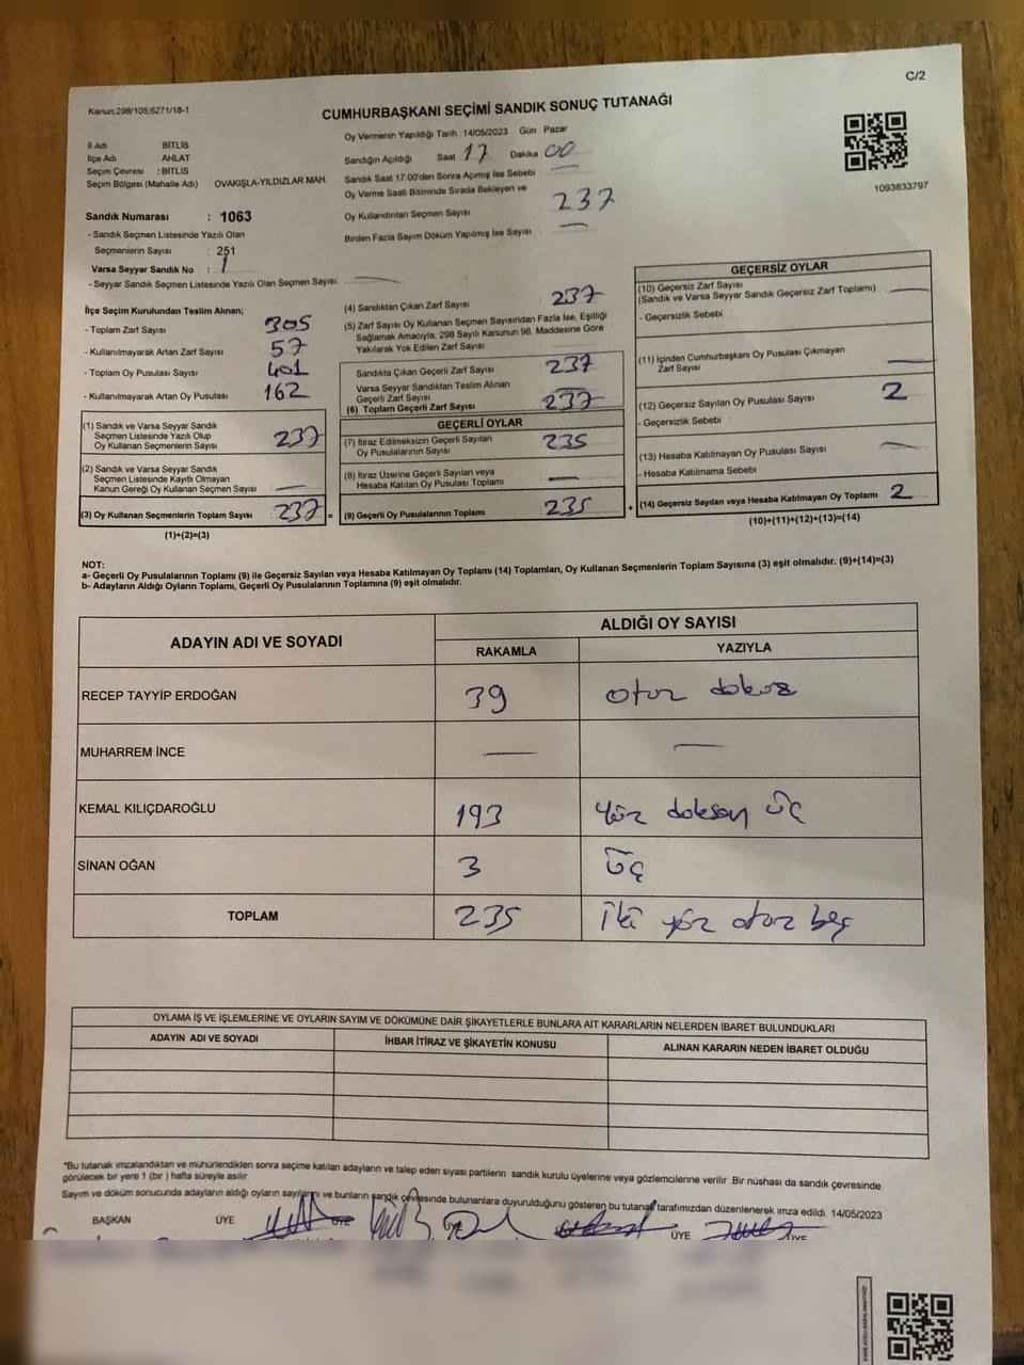 C/2
Kanun:298/105;6271/18-1
CUMHURBAŞKANI SEÇİMİ SANDIK SONUÇ TUTANAĞI
Oy Vermenin Yapıldığı Tarih 14/05/2023 Gün Pazar
İl Adı BİTLİS
İlçe Adı AHLAT
Seçim Çevresi : BİTLİS
Seçim Bölgesi (Mahalle Adı) OVAKIŞLA-YILDIZLAR MAH.
Sandığın Açıldığı Saat 17 Dakika 00
Sandık Saat 17:00'den Sonra Açılmış İse Sebebi —
Oy Verme Saati Bitiminde Sırada Bekleyen ve
Oy Kullandırılan Seçmen Sayısı 237
Birden Fazla Sayım Döküm Yapılmış İse Sayısı —
1093833797
Sandık Numarası : 1063
- Sandık Seçmen Listesinde Yazılı Olan
Seçmenlerin Sayısı : 251
Varsa Seyyar Sandık No :
- Seyyar Sandık Seçmen Listesinde Yazılı Olan Seçmen Sayısı: —
İlçe Seçim Kurulundan Teslim Alınan;
- Toplam Zarf Sayısı 305
- Kullanılmayarak Artan Zarf Sayısı 57
- Toplam Oy Pusulası Sayısı 401
- Kullanılmayarak Artan Oy Pusulası 162
(1) Sandık ve Varsa Seyyar Sandık
Seçmen Listesinde Yazılı Olup
Oy Kullanan Seçmenlerin Sayısı 237
(2) Sandık ve Varsa Seyyar Sandık
Seçmen Listesinde Kayıtlı Olmayan
Kanun Gereği Oy Kullanan Seçmen Sayısı —
(3) Oy Kullanan Seçmenlerin Toplam Sayısı 237
(1)+(2)=(3)
(4) Sandıktan Çıkan Zarf Sayısı 237
(5) Zarf Sayısı Oy Kullanan Seçmen Sayısından Fazla İse, Eşitliği
Sağlamak Amacıyla, 298 Sayılı Kanunun 98. Maddesine Göre
Yakılarak Yok Edilen Zarf Sayısı —
Sandıkta Çıkan Geçerli Zarf Sayısı 237
Varsa Seyyar Sandıktan Teslim Alınan
Geçerli Zarf Sayısı —
(6) Toplam Geçerli Zarf Sayısı 237
GEÇERLİ OYLAR
(7) İtiraz Edilmeksizin Geçerli Sayılan
Oy Pusulalarının Sayısı 235
(8) İtiraz Üzerine Geçerli Sayılan veya
Hesaba Katılan Oy Pusulası Toplamı —
= (9) Geçerli Oy Pusulalarının Toplamı 235
GEÇERSİZ OYLAR
(10) Geçersiz Zarf Sayısı
(Sandık ve Varsa Seyyar Sandık Geçersiz Zarf Toplamı) —
- Geçersizlik Sebebi
(11) İçinden Cumhurbaşkanı Oy Pusulası Çıkmayan
Zarf Sayısı —
(12) Geçersiz Sayılan Oy Pusulası Sayısı 2
- Geçersizlik Sebebi
(13) Hesaba Katılmayan Oy Pusulası Sayısı —
- Hesaba Katılmama Sebebi
+ (14) Geçersiz Sayılan veya Hesaba Katılmayan Oy Toplamı 2
(10)+(11)+(12)+(13)=(14)
NOT:
a- Geçerli Oy Pusulalarının Toplamı (9) ile Geçersiz Sayılan veya Hesaba Katılmayan Oy Toplamı (14) Toplamları, Oy Kullanan Seçmenlerin Toplam Sayısına (3) eşit olmalıdır. (9)+(14)=(3)
b- Adayların Aldığı Oyların Toplamı, Geçerli Oy Pusulalarının Toplamına (9) eşit olmalıdır.
ADAYIN ADI VE SOYADI ALDIĞI OY SAYISI
RAKAMLA YAZIYLA
RECEP TAYYİP ERDOĞAN 39 otuz dokuz
MUHARREM İNCE — —
KEMAL KILIÇDAROĞLU 193 yüz doksan üç
SİNAN OĞAN 3 üç
TOPLAM 235 iki yüz otuz beş
OYLAMA İŞ VE İŞLEMLERİNE VE OYLARIN SAYIM VE DÖKÜMÜNE DAİR ŞİKAYETLERLE BUNLARA AİT KARARLARIN NELERDEN İBARET BULUNDUKLARI
ADAYIN ADI VE SOYADI İHBAR İTİRAZ VE ŞİKAYETİN KONUSU ALINAN KARARIN NEDEN İBARET OLDUĞU
*Bu tutanak imzalandıktan ve mühürlendikten sonra seçime katılan adayların ve talep eden siyasi partilerin sandık kurulu üyelerine veya gözlemcilerine verilir. Bir nüshası da sandık çevresinde
görülecek bir yere 1 (bir) hafta süreyle asılır.
Sayım ve döküm sonucunda adayların aldığı oyların sayılarını ve bunların sandık çevresinde bulunanlara duyurulduğunu gösteren bu tutanak tarafımızdan düzenlenerek imza edildi. 14/05/2023
BAŞKAN ÜYE ÜYE ÜYE ÜYE